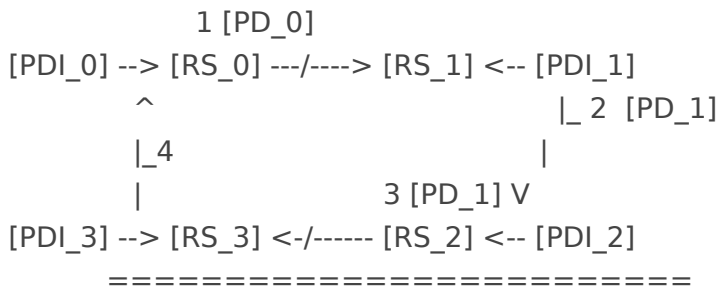 1 [PD_0]
[PDI_0] --> [RS_0] ---/----> [RS_1] <-- [PDI_1]
^ |_ 2 [PD_1]
|_4 |
| 3 [PD_1] V
[PDI_3] --> [RS_3] <-/------ [RS_2] <-- [PDI_2]
=========================